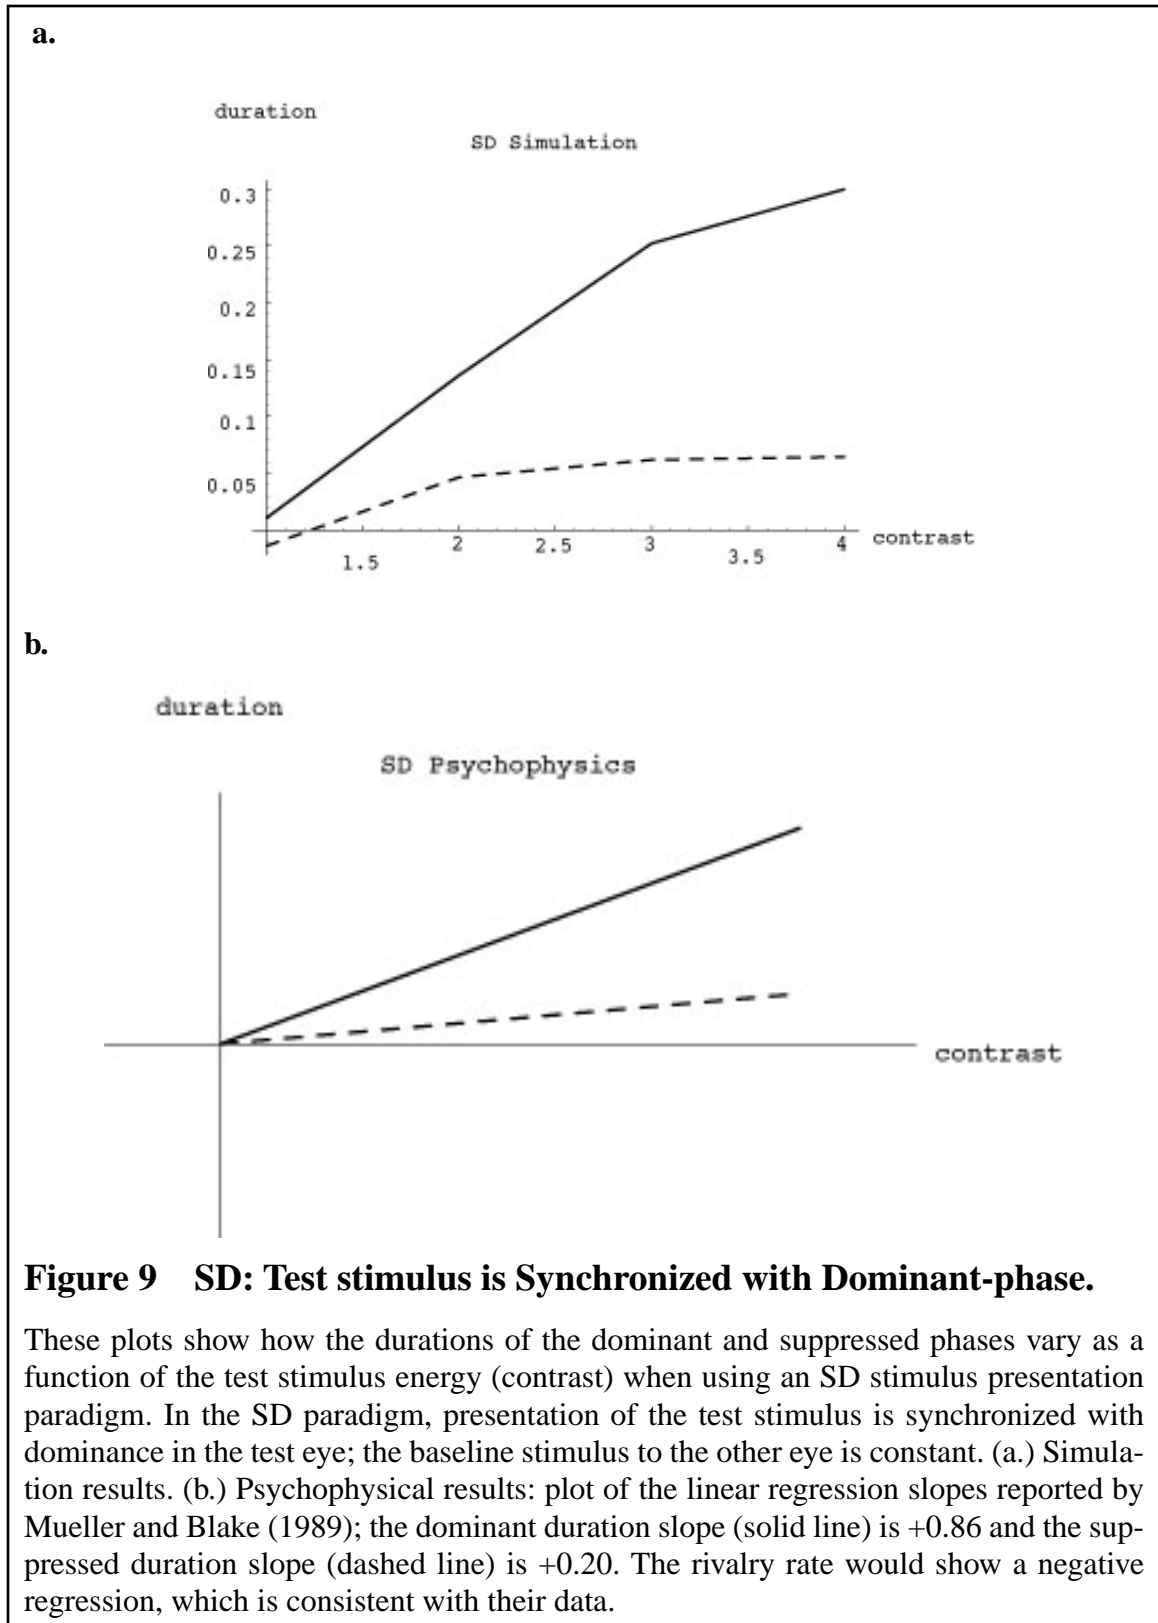 a.
duration
SD Simulation
0.3
0.25
0.2
0.15
0.1
0.05
1.5
2
2.5
3
3.5
4
contrast
b.
duration
SD Psychophysics
contrast
Figure 9 SD: Test stimulus is Synchronized with Dominant-phase.
These plots show how the durations of the dominant and suppressed phases vary as a
function of the test stimulus energy (contrast) when using an SD stimulus presentation
paradigm. In the SD paradigm, presentation of the test stimulus is synchronized with
dominance in the test eye; the baseline stimulus to the other eye is constant. (a.) Simula-
tion results. (b.) Psychophysical results: plot of the linear regression slopes reported by
Mueller and Blake (1989); the dominant duration slope (solid line) is +0.86 and the sup-
pressed duration slope (dashed line) is +0.20. The rivalry rate would show a negative
regression, which is consistent with their data.